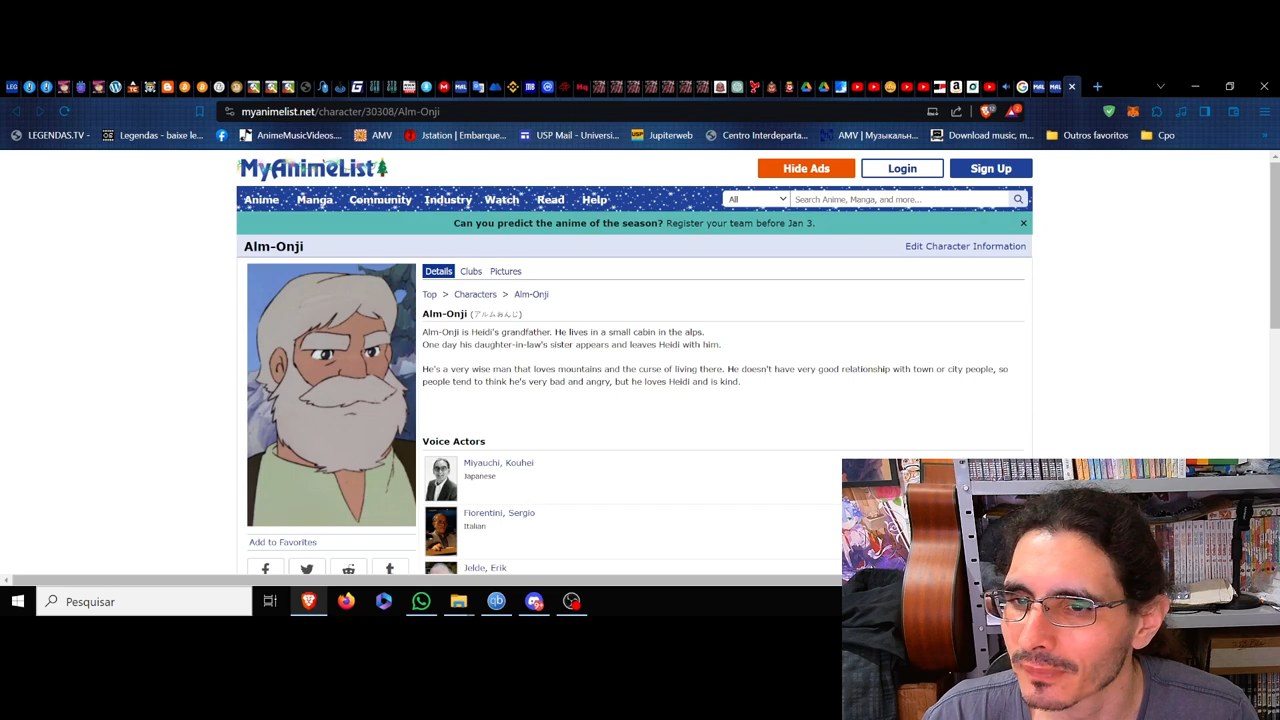 myanimelist.net/character/30308/Alm-Onji
LEGENDAS.TV -
Legendas - baixe le...
AnimeMusicVideos....
AMV
Jstation | Embarque...
USP Mail - Universi...
Jupiterweb
Centro Interdeparta...
AMV | Музыкальн...
Download music, m...
Outros favoritos
Cpo
»
MyAnimeList
Hide Ads
Login
Sign Up
Anime
Manga
Community
Industry
Watch
Read
Help
All
Search Anime, Manga, and more...
Can you predict the anime of the season? Register your team before Jan 3.
Alm-Onji
Edit Character Information
Details
Clubs
Pictures
Top > Characters > Alm-Onji
Alm-Onji (アルムおんじ)
Alm-Onji is Heidi's grandfather. He lives in a small cabin in the alps.
One day his daughter-in-law's sister appears and leaves Heidi with him.
He's a very wise man that loves mountains and the curse of living there. He doesn't have very good relationship with town or city people, so
people tend to think he's very bad and angry, but he loves Heidi and is kind.
Voice Actors
Miyauchi, Kouhei
Japanese
Fiorentini, Sergio
Italian
Jelde, Erik
Add to Favorites
Pesquisar